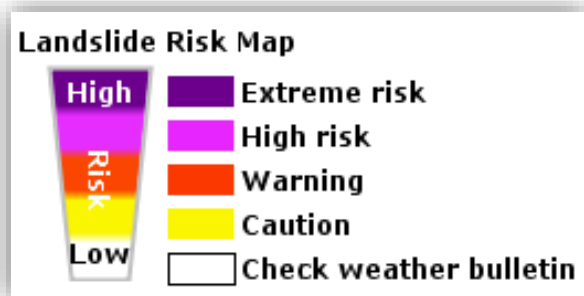 Landslide Risk Map
High
Risk
Low
Extreme risk
High risk
Warning
Caution
Check weather bulletin